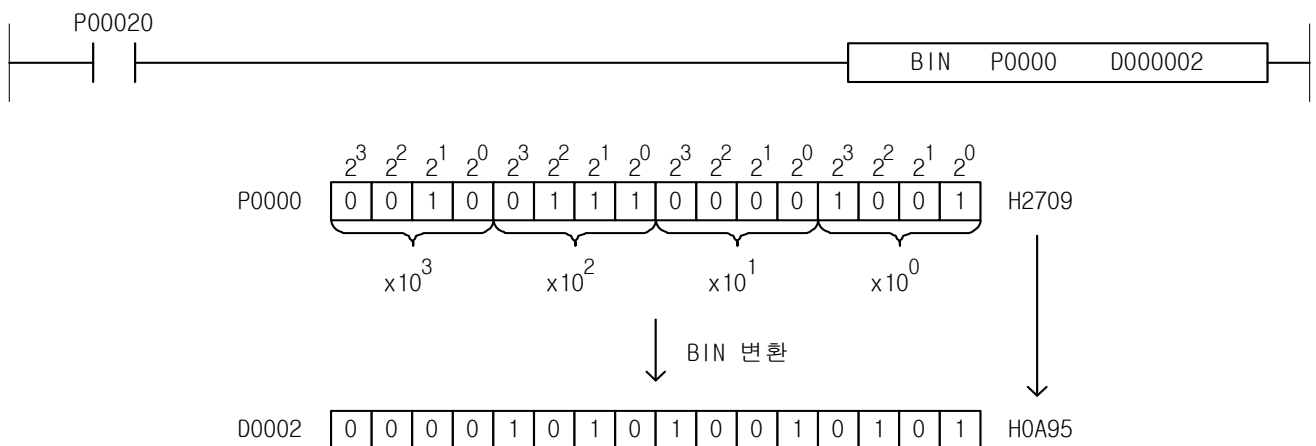 P00020
BIN P0000 D000002
2^3 2^2 2^1 2^0 2^3 2^2 2^1 2^0 2^3 2^2 2^1 2^0 2^3 2^2 2^1 2^0
P0000 0 0 1 0 0 1 1 1 0 0 0 0 1 0 0 1 H2709
x10^3 x10^2 x10^1 x10^0
BIN 변환
D0002 0 0 0 0 1 0 1 0 1 0 0 1 0 1 0 1 H0A95